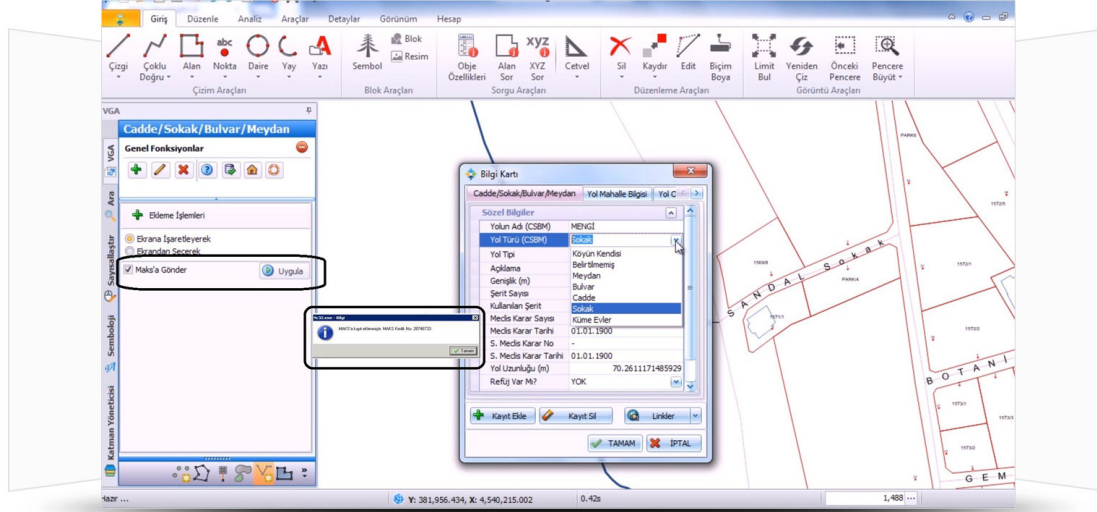 Giriş Düzenle Analiz Araçlar Detaylar Görünüm Hesap
Çizgi Çoklu Doğru Alan abc Nokta Daire Yay Yazı
Çizim Araçları
Sembol Blok Resim
Blok Araçları
Obje Özellikleri Alan Sor XYZ XYZ Sor Cetvel
Sorgu Araçları
Sil Kaydır Edit Biçim Boya
Düzenleme Araçları
Limit Bul Yeniden Çiz Önceki Pencere Pencere Büyüt
Görüntü Araçları
VGA
Cadde/Sokak/Bulvar/Meydan
Genel Fonksiyonlar
Ekleme İşlemleri
Ekrana İşaretleyerek
Ekrandan Seçerek
Maks'a Gönder Uygula
VGA
Ara
Sayısallaştır
Semboloji
Katman Yöneticisi
Tamam
Bilgi Kartı
Cadde/Sokak/Bulvar/Meydan Yol Mahalle Bilgisi Yol C
Sözel Bilgiler
Yolun Adı (CSBM) MENGİ
Yol Türü (CSBM) Sokak
Yol Tipi Köyün Kendisi
Açıklama Belirtilmemiş
Genişlik (m) Meydan
Şerit Sayısı Bulvar
Kullanılan Şerit Cadde
Sokak
Meclis Karar Sayısı Küme Evler
Meclis Karar Tarihi 01.01.1900
S. Meclis Karar No -
S. Meclis Karar Tarihi 01.01.1900
Yol Uzunluğu (m) 70.2611171485929
Refüj Var Mı? YOK
Kayıt Ekle Kayıt Sil Linkler
TAMAM İPTAL
SANDAL Sokak
BOTANİ
GEM
Y: 381,956.434, X: 4,540,215.002 0.42s 1,488